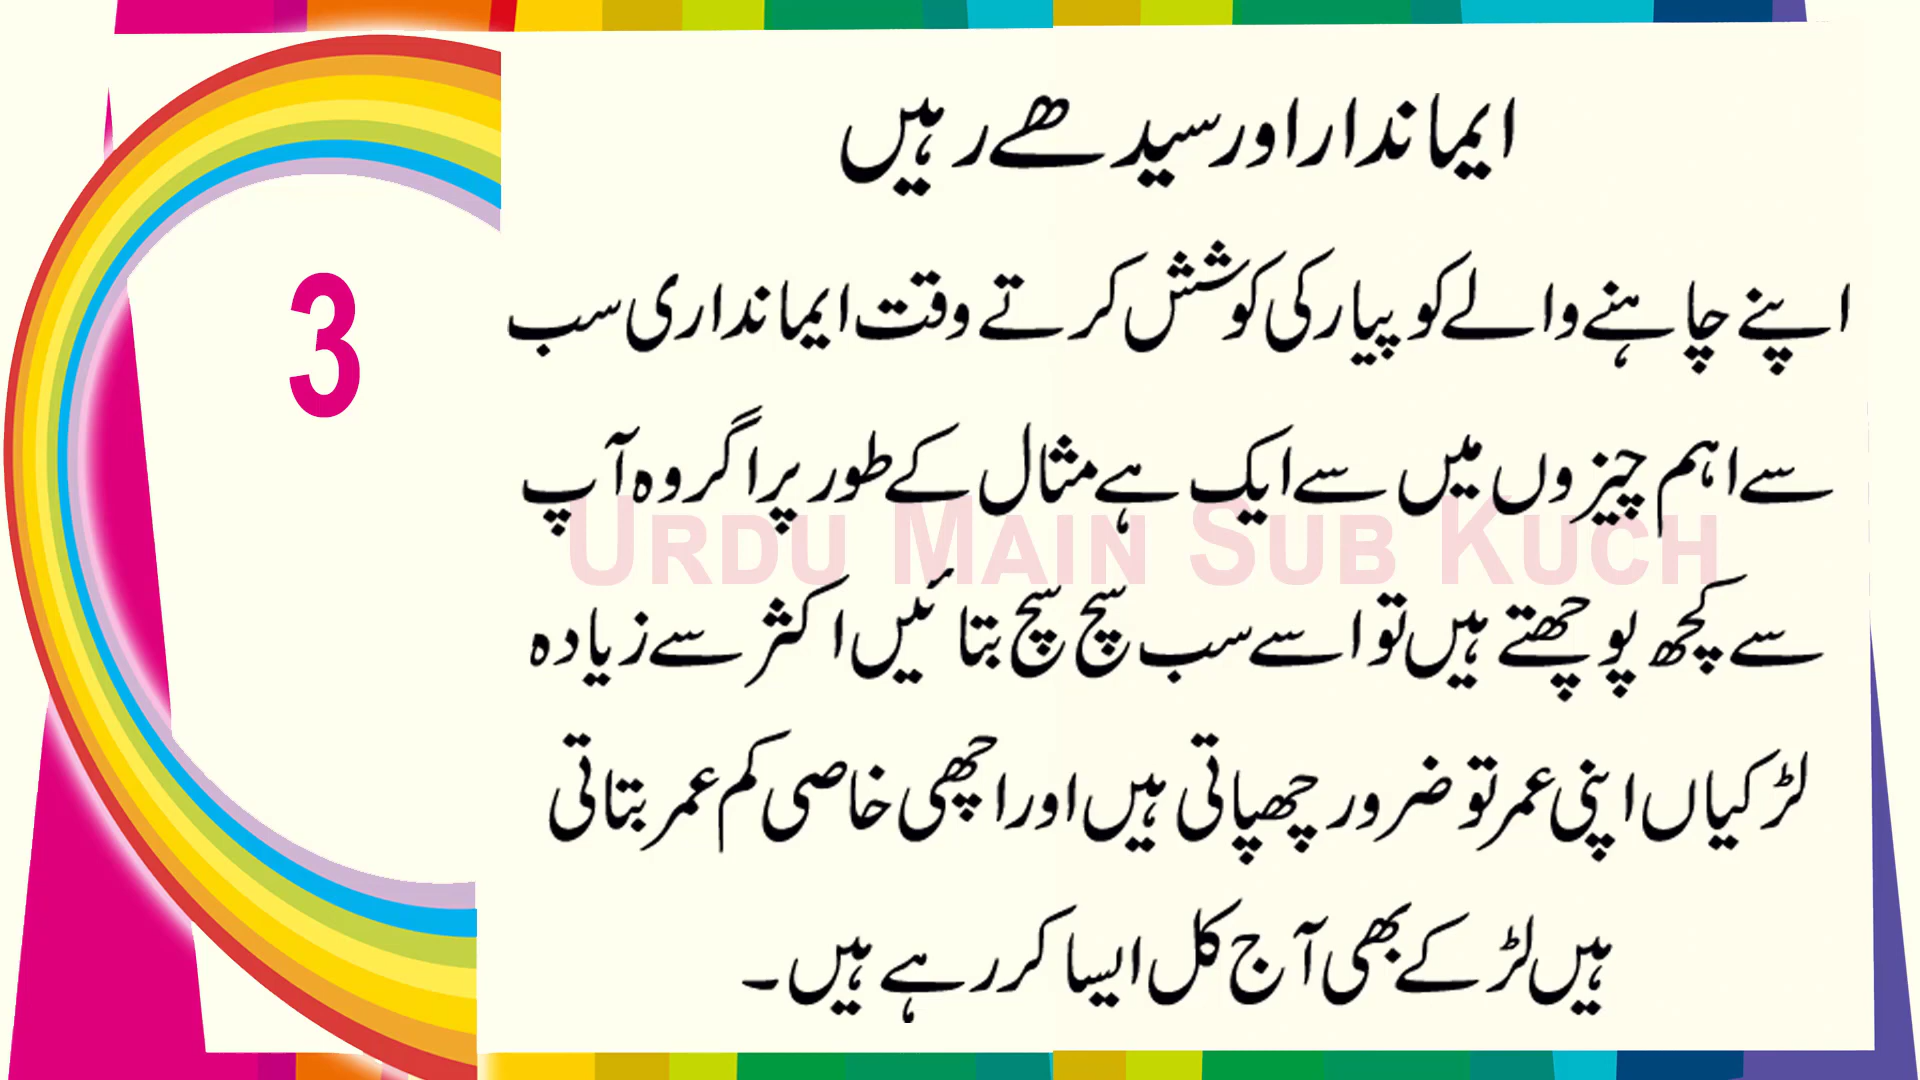 ایماندار اور سیدھے رہیں
3
اپنے چاہنے والے کو پیار کی کوشش کرتے وقت ایمانداری سب
سے اہم چیزوں میں سے ایک ہے مثال کے طور پر اگر وہ آپ
URDU MAIN SUB KUCH
سے کچھ پوچھتے ہیں تو اسے سب سچ سچ بتائیں اکثر سے زیادہ
لڑکیاں اپنی عمر تو ضرور چھپاتی ہیں اور اچھی خاصی کم عمر بتاتی
ہیں لڑکے بھی آج کل ایسا کر رہے ہیں۔